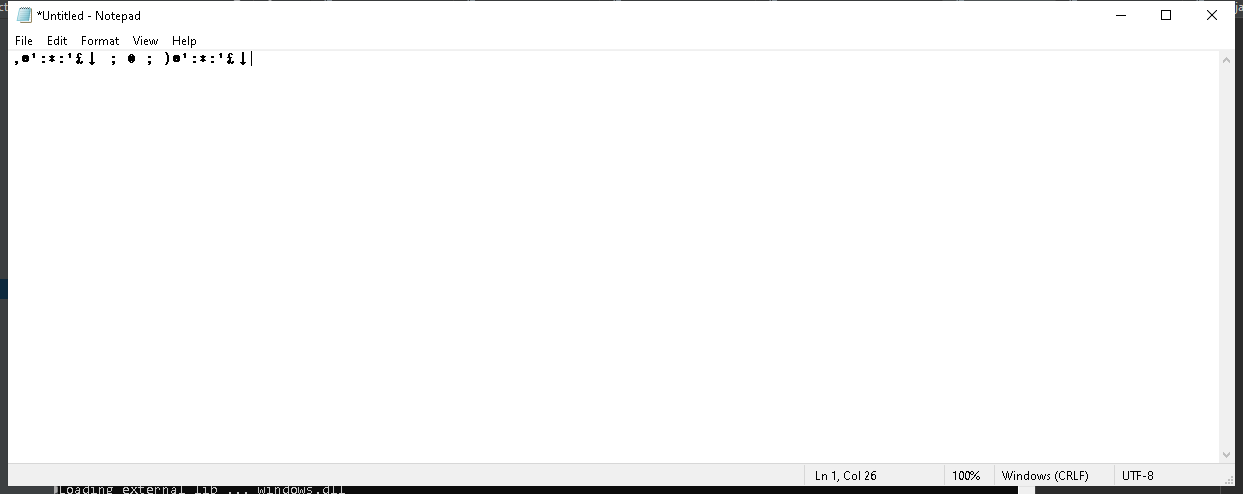 *Untitled - Notepad
File Edit Format View Help
Ln 1, Col 26
100%
Windows (CRLF)
UTF-8
Loading external lib ... windows.dll